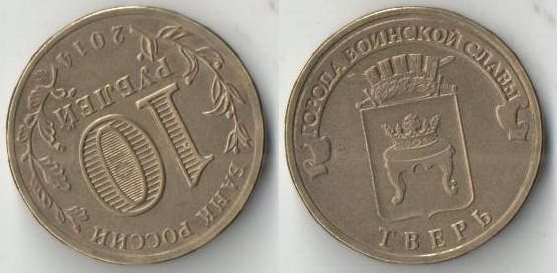 БАНК РОССИИ
10
РУБЛЕЙ
2014
ГОРОДА ВОИНСКОЙ СЛАВЫ
ТВЕРЬ